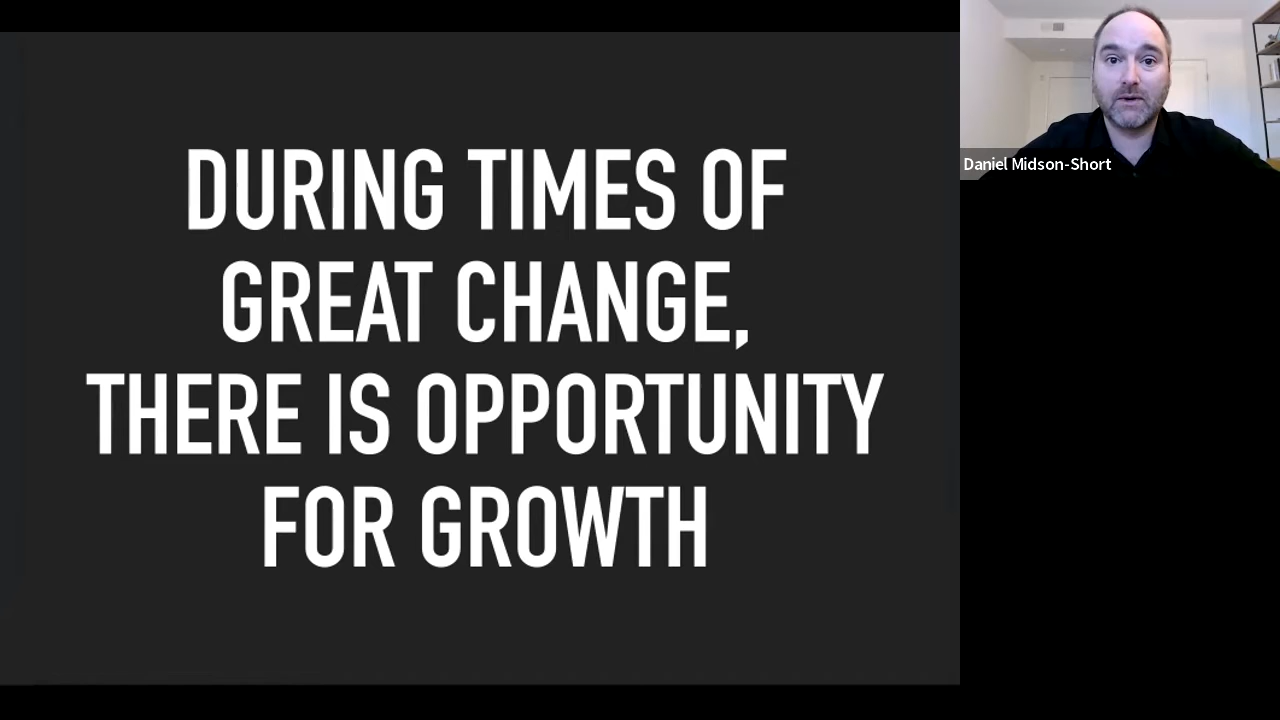 DURING TIMES OF
GREAT CHANGE,
THERE IS OPPORTUNITY
FOR GROWTH
Daniel Midson-Short